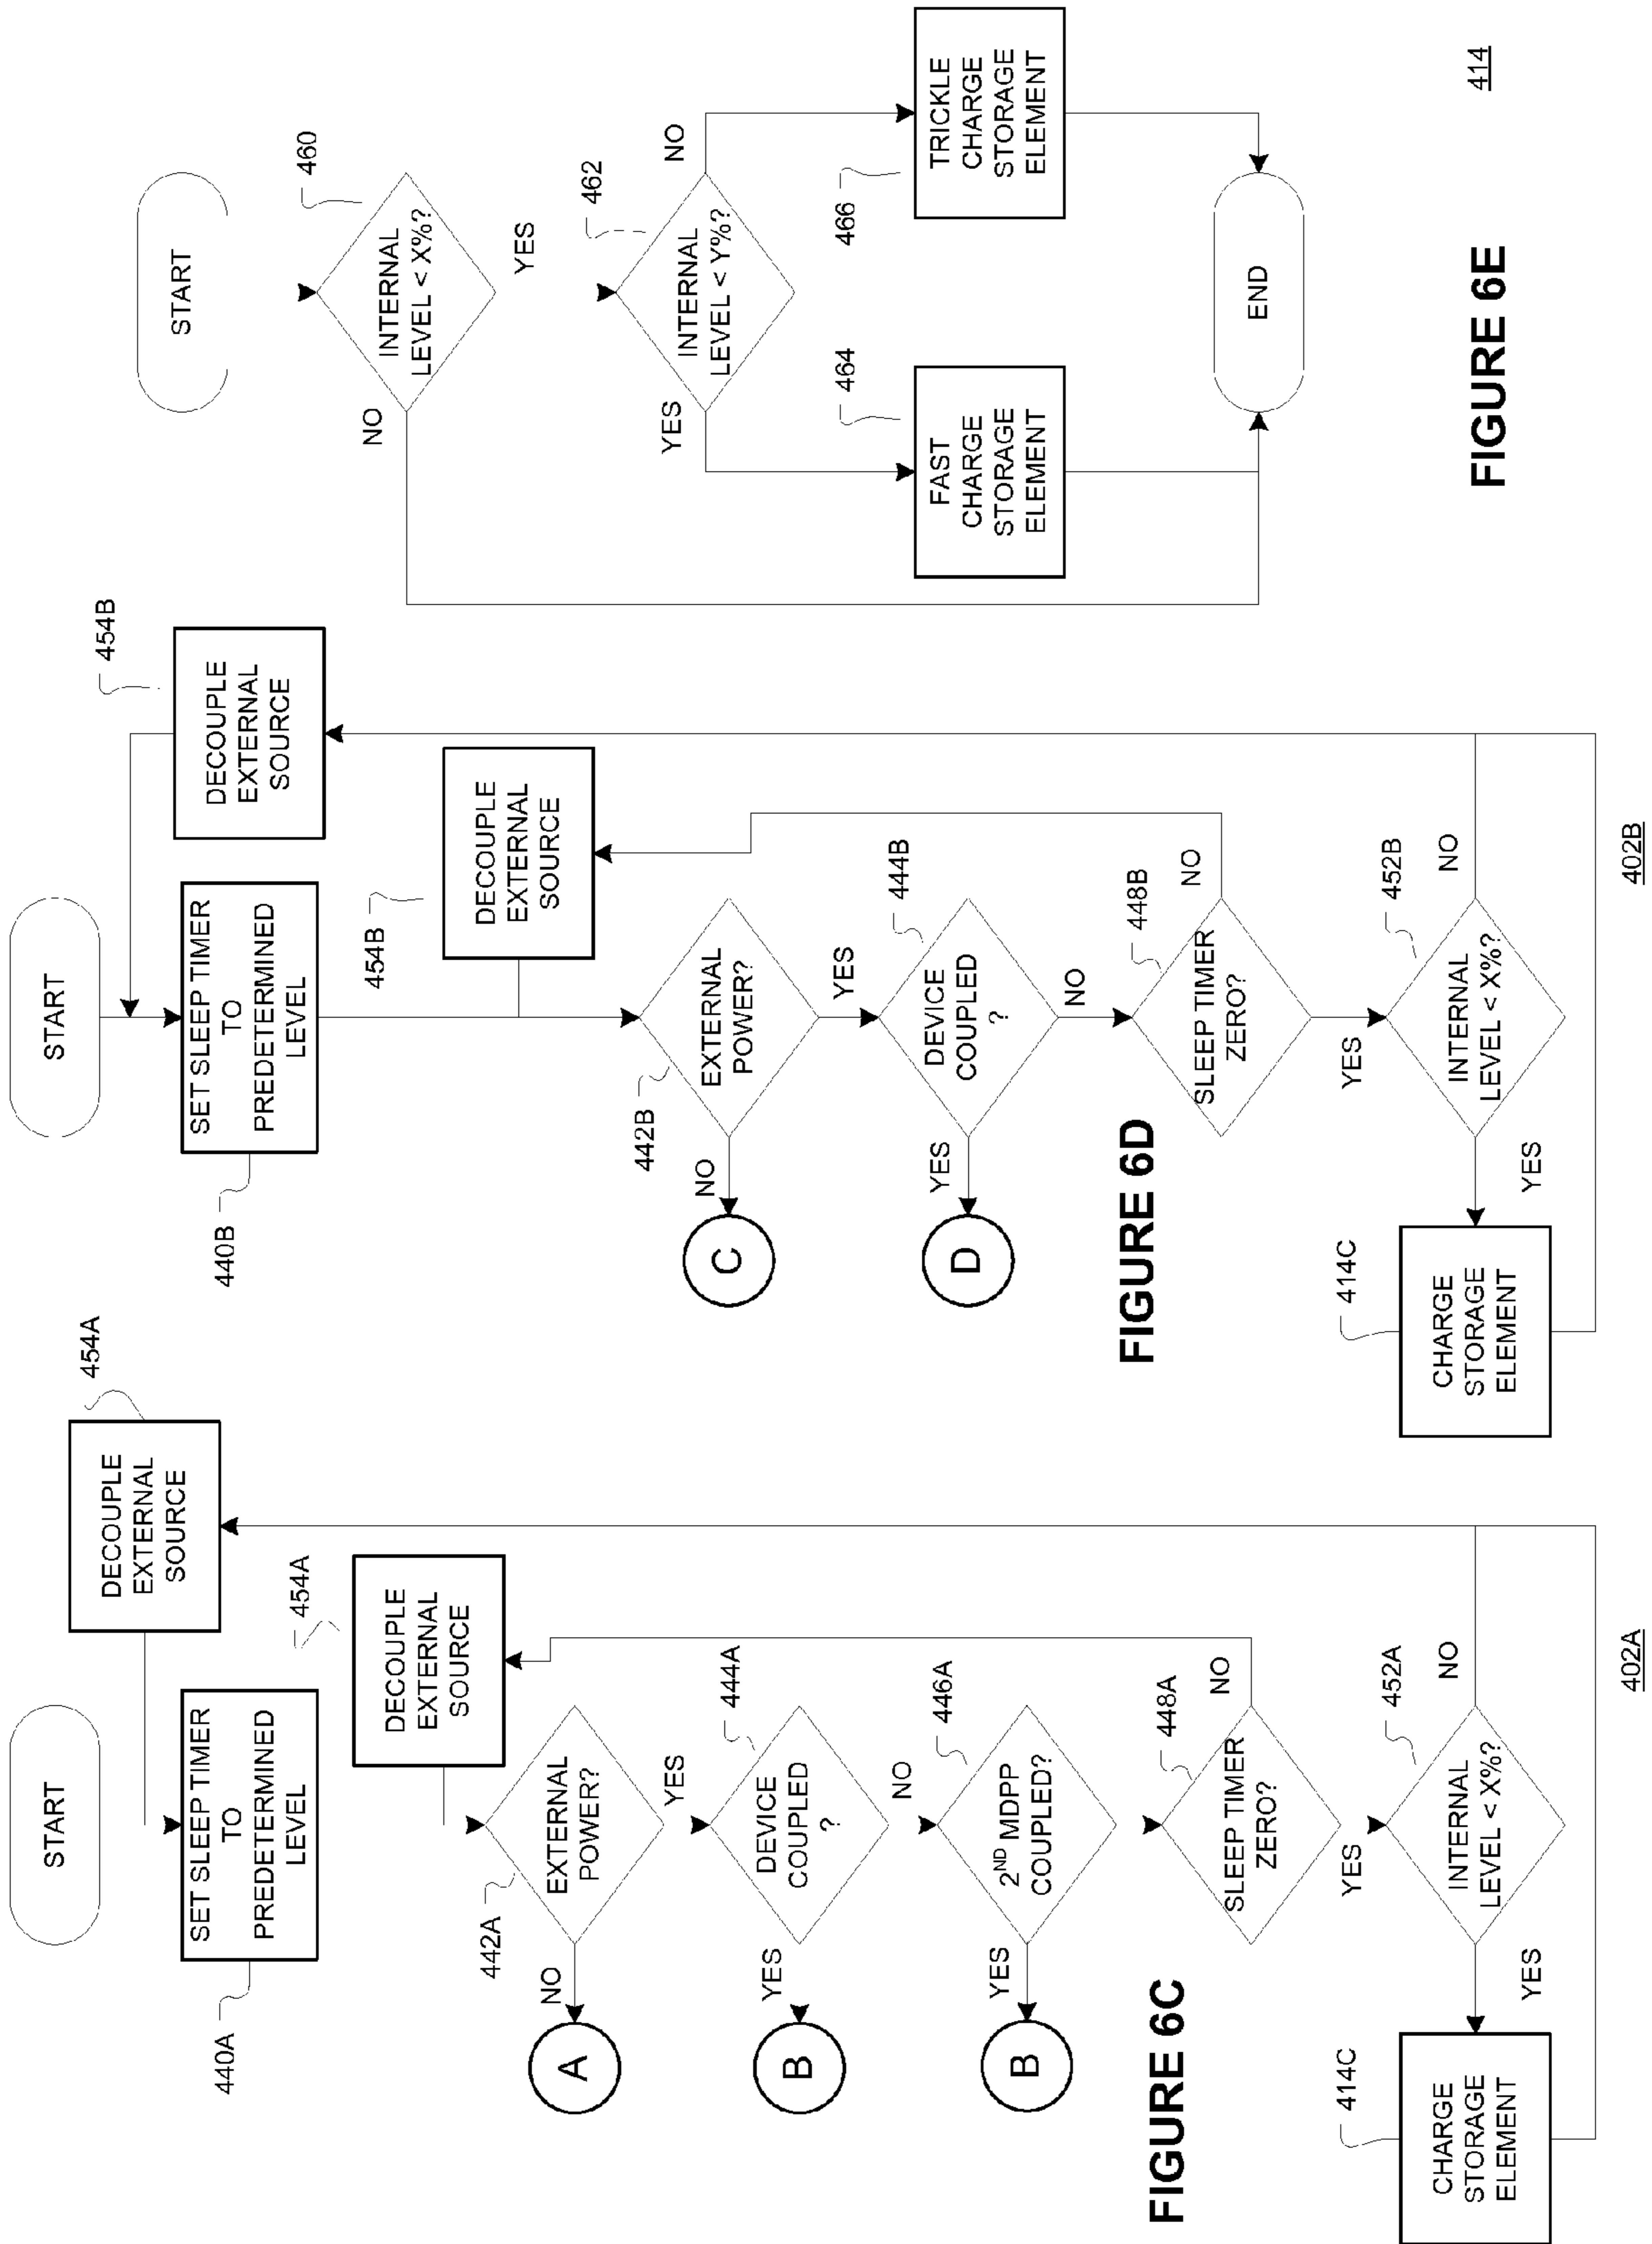 START
454A
DECOUPLE
EXTERNAL
SOURCE
SET SLEEP TIMER
TO
PREDETERMINED
LEVEL
440A
454A
DECOUPLE
EXTERNAL
SOURCE
EXTERNAL
POWER?
442A
NO
A
YES
DEVICE
COUPLED
?
444A
YES
B
NO
2ND MDPP
COUPLED?
446A
YES
B
SLEEP TIMER
ZERO?
448A
NO
YES
INTERNAL
LEVEL < X%?
452A
NO
YES
414C
CHARGE
STORAGE
ELEMENT
FIGURE 6C
402A
START
454B
DECOUPLE
EXTERNAL
SOURCE
SET SLEEP TIMER
TO
PREDETERMINED
LEVEL
440B
454B
DECOUPLE
EXTERNAL
SOURCE
EXTERNAL
POWER?
442B
NO
C
YES
DEVICE
COUPLED
?
444B
YES
D
NO
SLEEP TIMER
ZERO?
448B
NO
YES
INTERNAL
LEVEL < X%?
452B
NO
YES
414C
CHARGE
STORAGE
ELEMENT
FIGURE 6D
402B
START
460
INTERNAL
LEVEL < X%?
NO
YES
462
INTERNAL
LEVEL < Y%?
YES
NO
464
FAST
CHARGE
STORAGE
ELEMENT
466
TRICKLE
CHARGE
STORAGE
ELEMENT
END
FIGURE 6E
414